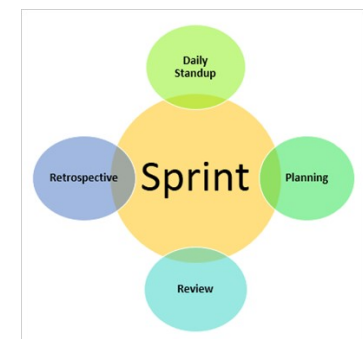 Daily
Standup
Retrospective
Sprint
Planning
Review